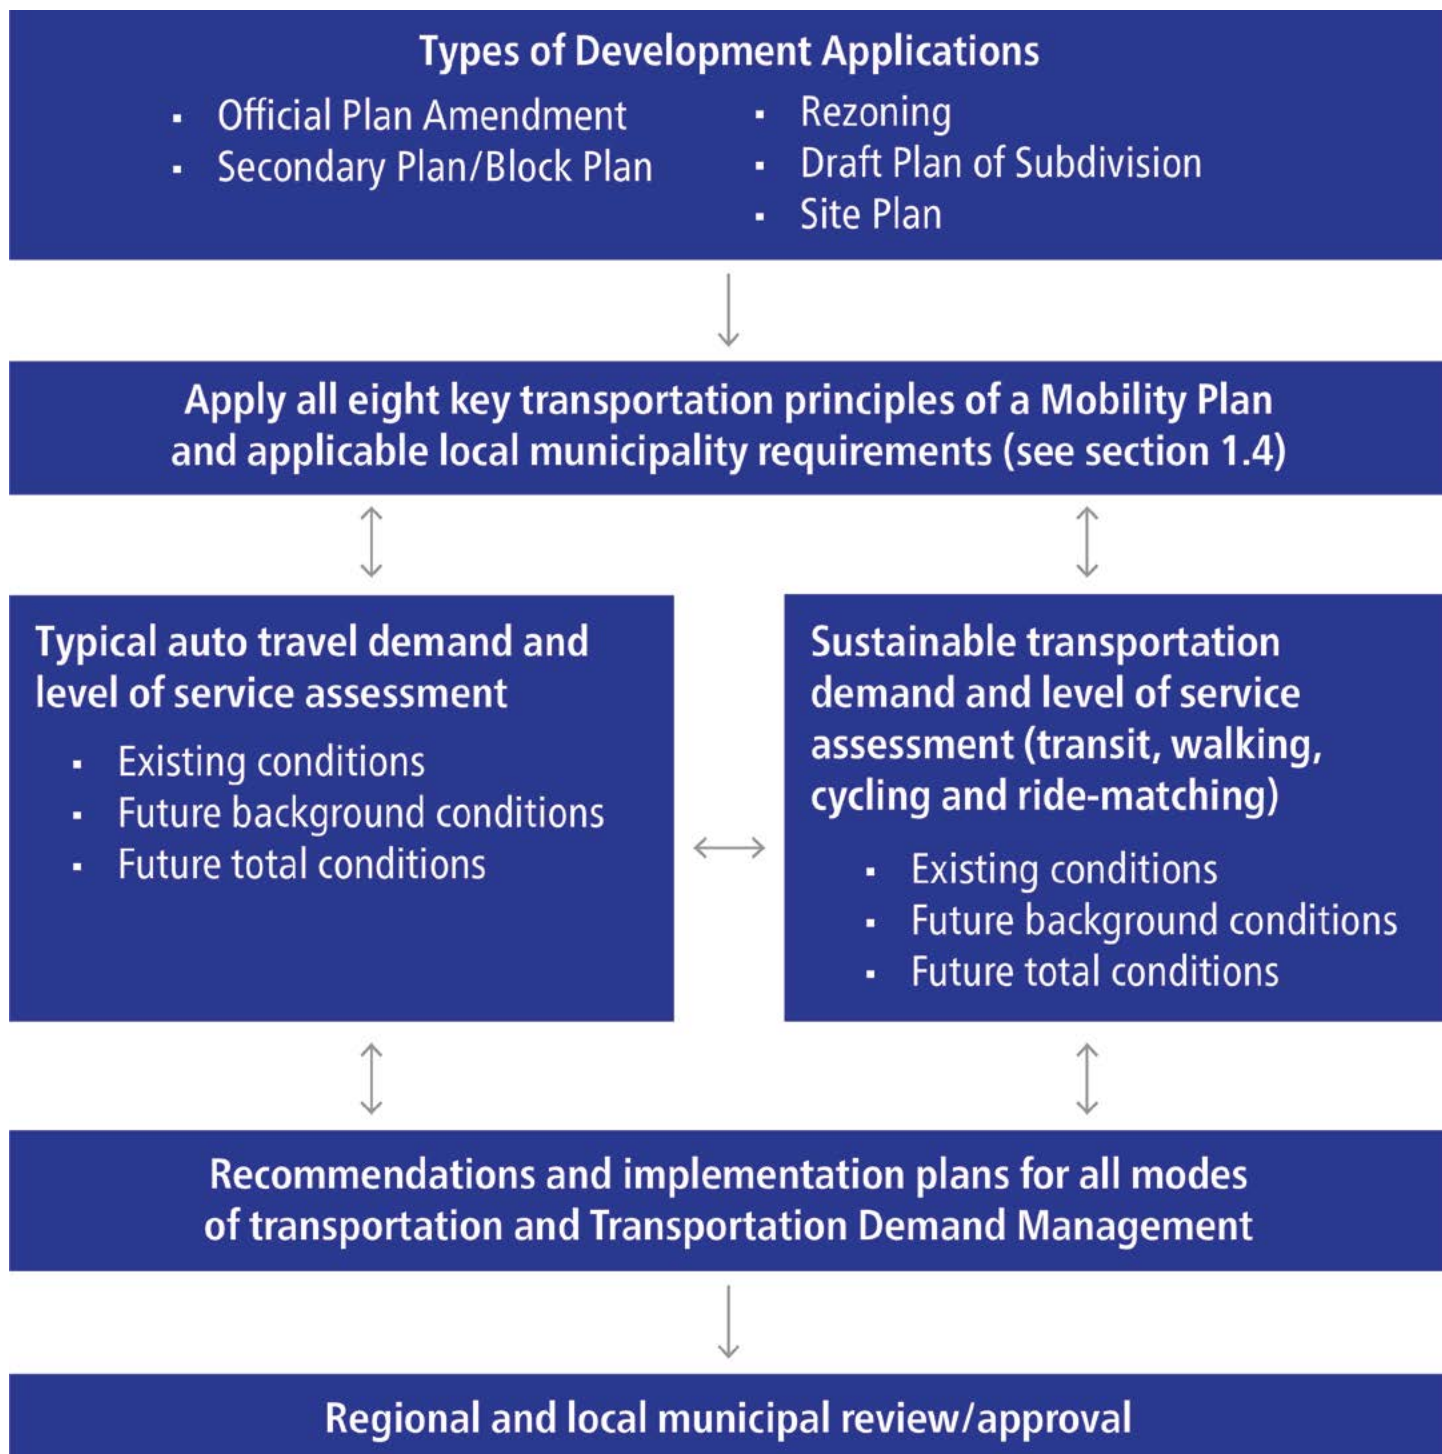 Types of Development Applications
▪ Official Plan Amendment
▪ Secondary Plan/Block Plan
▪ Rezoning
▪ Draft Plan of Subdivision
▪ Site Plan
Apply all eight key transportation principles of a Mobility Plan
and applicable local municipality requirements (see section 1.4)
Typical auto travel demand and
level of service assessment
▪ Existing conditions
▪ Future background conditions
▪ Future total conditions
Sustainable transportation
demand and level of service
assessment (transit, walking,
cycling and ride-matching)
▪ Existing conditions
▪ Future background conditions
▪ Future total conditions
Recommendations and implementation plans for all modes
of transportation and Transportation Demand Management
Regional and local municipal review/approval